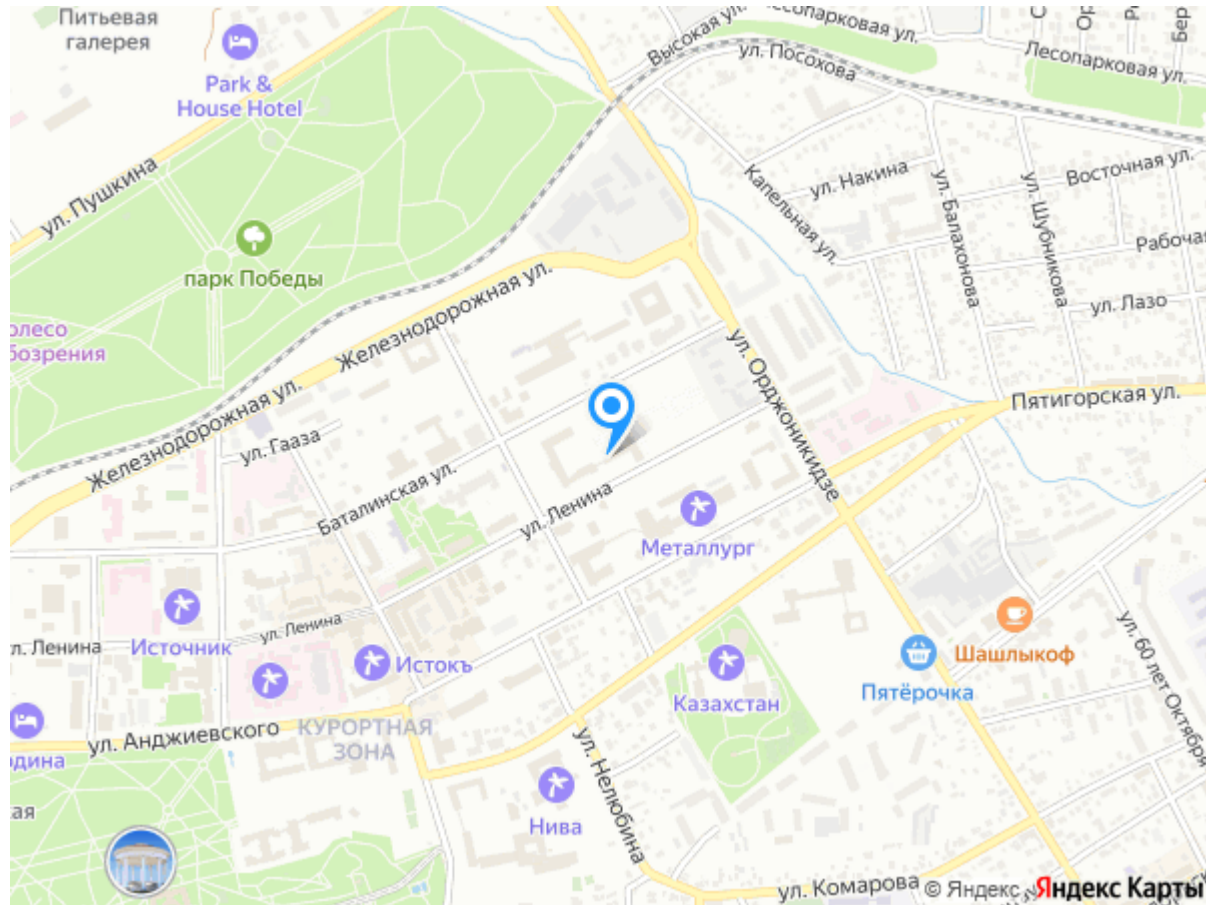 Питьевая
галерея
Высокая ул.
Лесопарковая ул.
Лесопарковая ул.
ул. Посохова
Park &
House Hotel
ул. Пушкина
Капельная ул.
ул. Накина
ул. Балахонова
ул. Шубникова
Восточная ул.
Рабочая
ул. Лазо
парк Победы
олесо
бозрения
Железнодорожная ул.
Железнодорожная ул.
ул. Орджоникидзе
Пятигорская ул.
ул. Гааза
Баталинская ул.
ул. Ленина
Металлург
ул. Ленина
л. Ленина
Источник
Истокъ
Казахстан
Шашлыкоф
Пятёрочка
ул. 60 лет Октября
одина
ул. Анджиевского
КУРОРТНАЯ
ЗОНА
ул. Нелюбина
Нива
ая
ул. Комарова
© Яндекс
Яндекс Карты